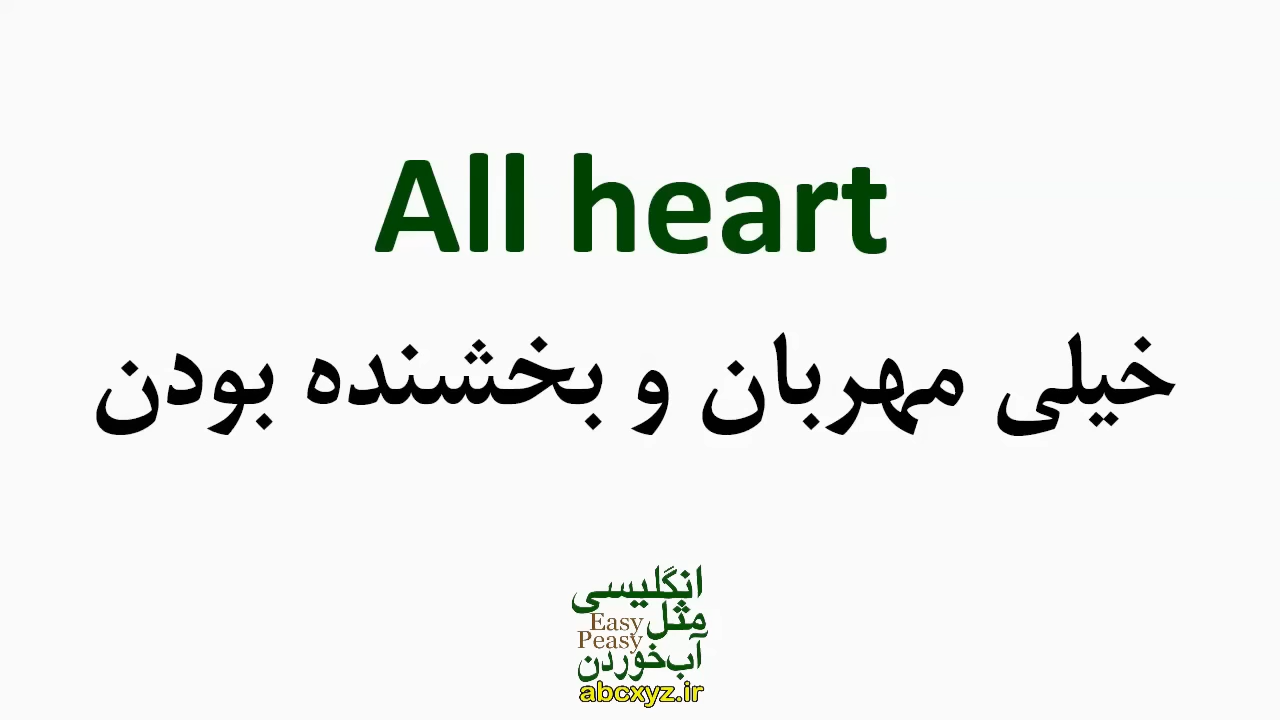 All heart
خیلی مهربان و بخشنده بودن
انگلیسی
مثل Easy
Peasy
آب‌خوردن
abcxyz.ir